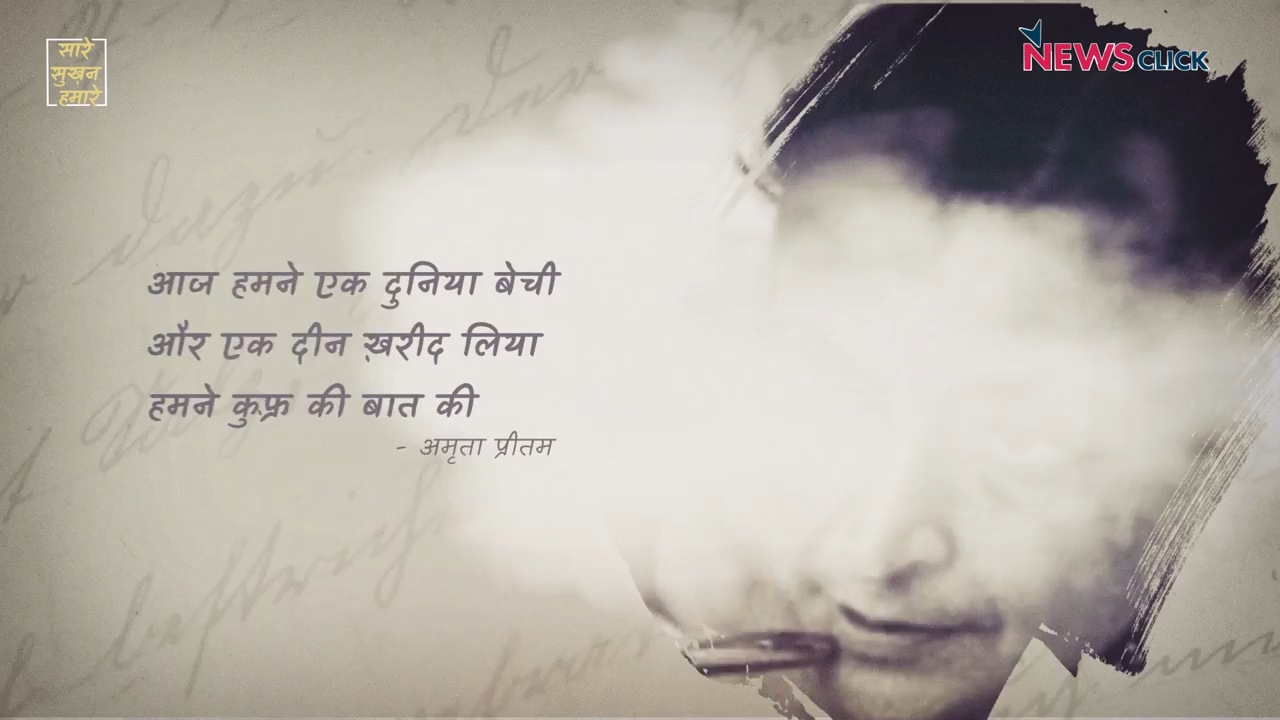 सारे
सुख़न
हमारे
NEWSCLICK
आज हमने एक दुनिया बेची
और एक दीन ख़रीद लिया
हमने कुफ़्र की बात की
- अमृता प्रीतम